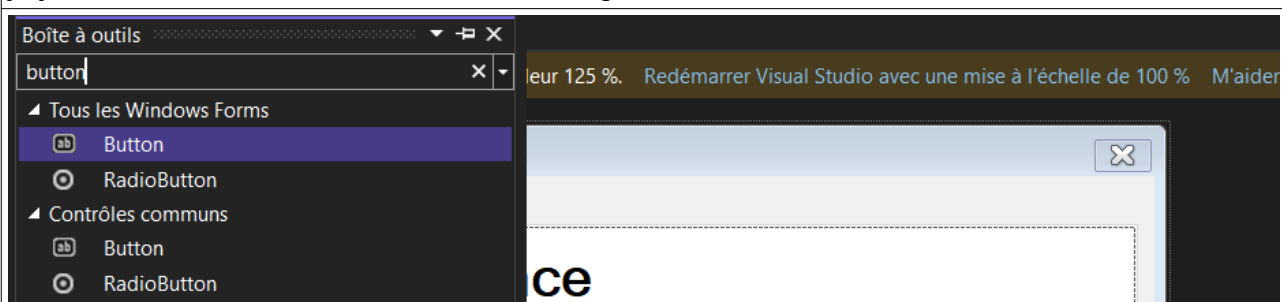 Boîte à outils
button
leur 125 %. Redémarrer Visual Studio avec une mise à l'échelle de 100 % M'aider
Tous les Windows Forms
Button
RadioButton
Contrôles communs
Button
RadioButton
ce